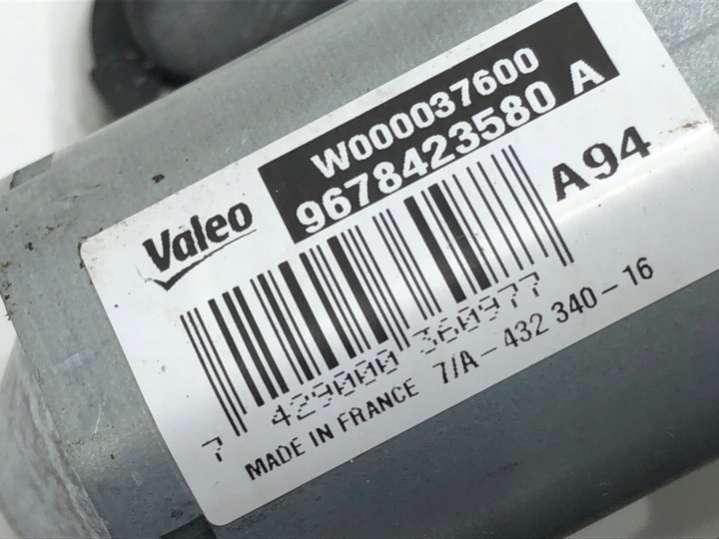 W000037600
9678423580 A
Valeo
A94
7 429000 360977
MADE IN FRANCE 7/A-432 340-16